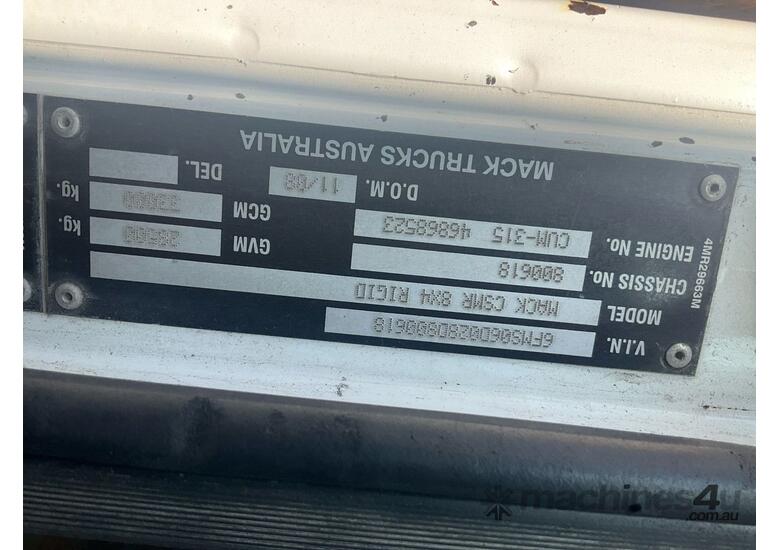 V.I.N. 6FMS06D0028D800618
MODEL MACK CSMR 8X4 RIGID
CHASSIS No. 800618
ENGINE No. CUM-315 46868523
GVM kg.
D.O.M. 11/08 GCM kg.
DEL.
MACK TRUCKS AUSTRALIA
4MR29663M
machines4u
.com.au